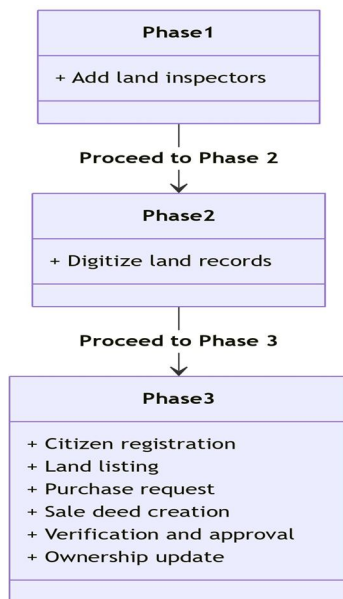 Phase1
+ Add land inspectors
Proceed to Phase 2
Phase2
+ Digitize land records
Proceed to Phase 3
Phase3
+ Citizen registration
+ Land listing
+ Purchase request
+ Sale deed creation
+ Verification and approval
+ Ownership update